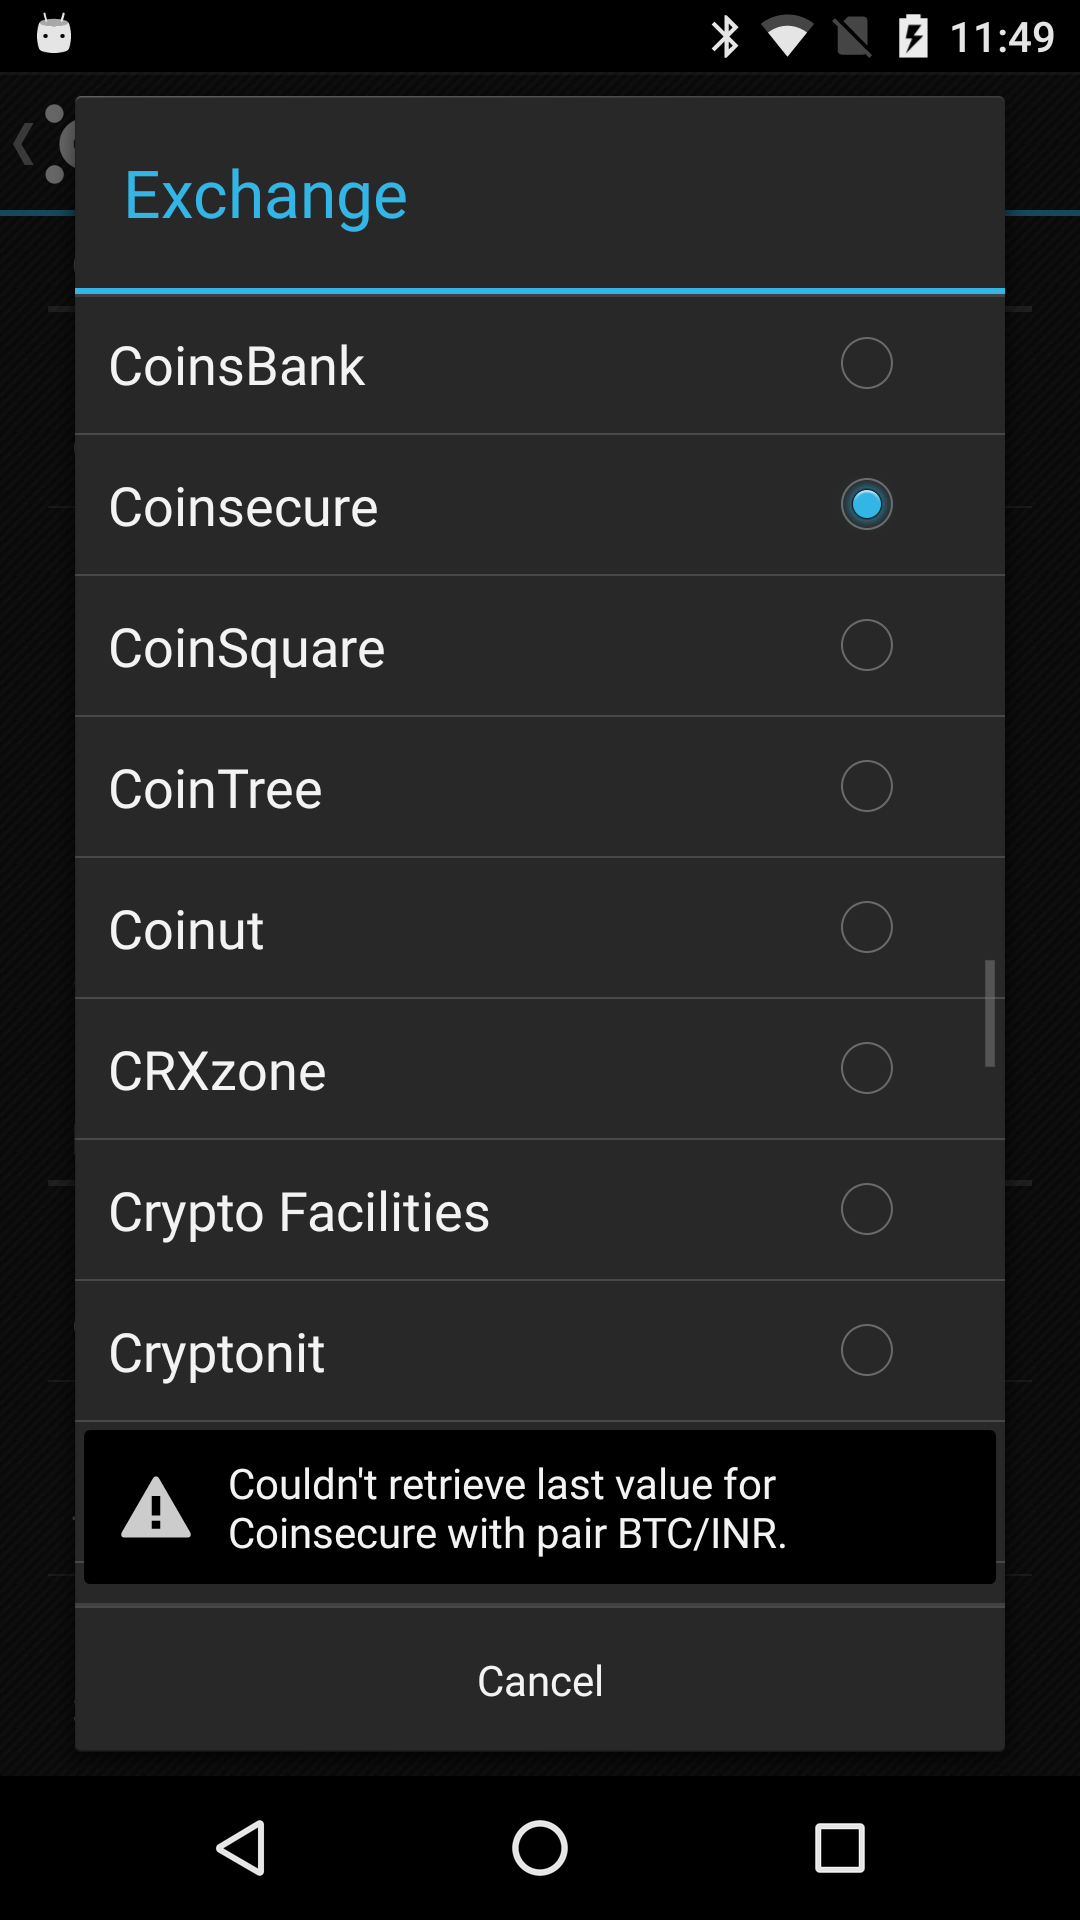 11:49
Exchange
CoinsBank
Coinsecure
CoinSquare
CoinTree
Coinut
CRXzone
Crypto Facilities
Cryptonit
Couldn't retrieve last value for
Coinsecure with pair BTC/INR.
Cancel